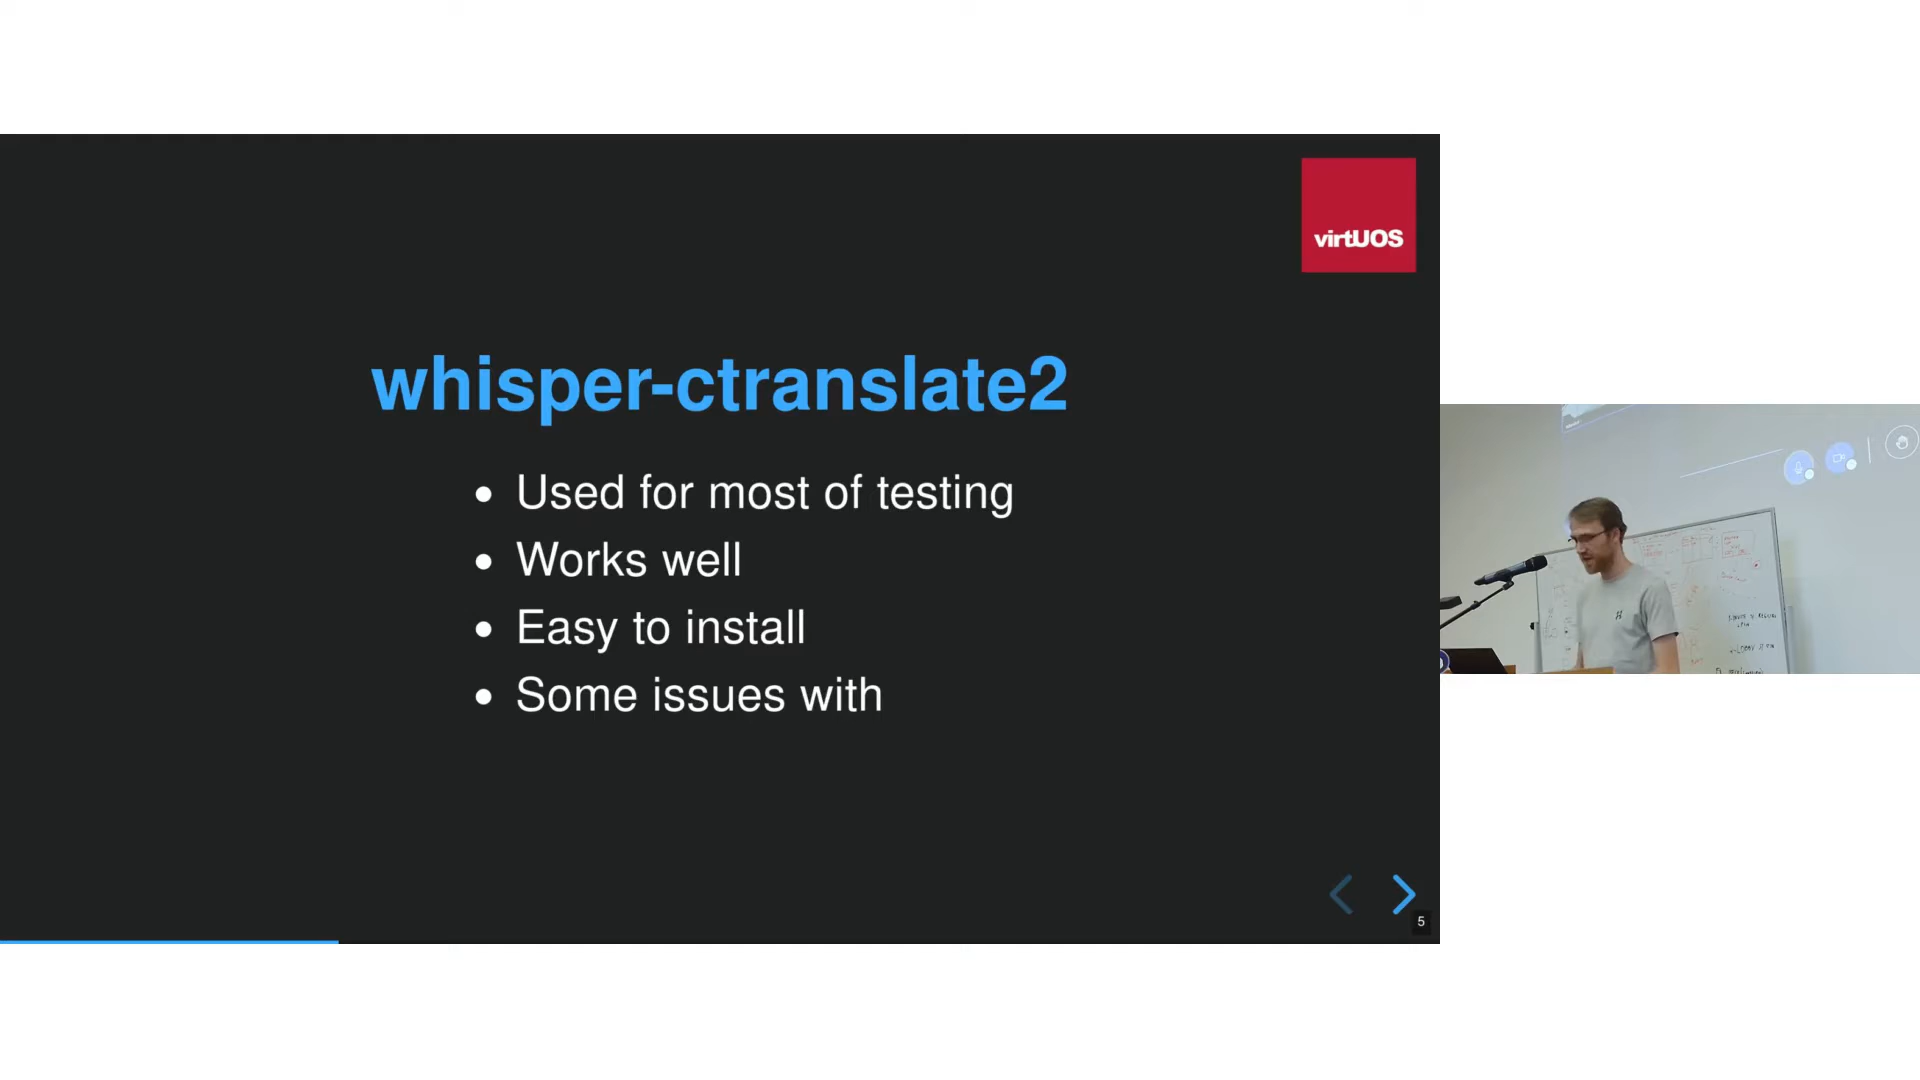 virtUOS
whisper-ctranslate2
Used for most of testing
Works well
Easy to install
Some issues with
5